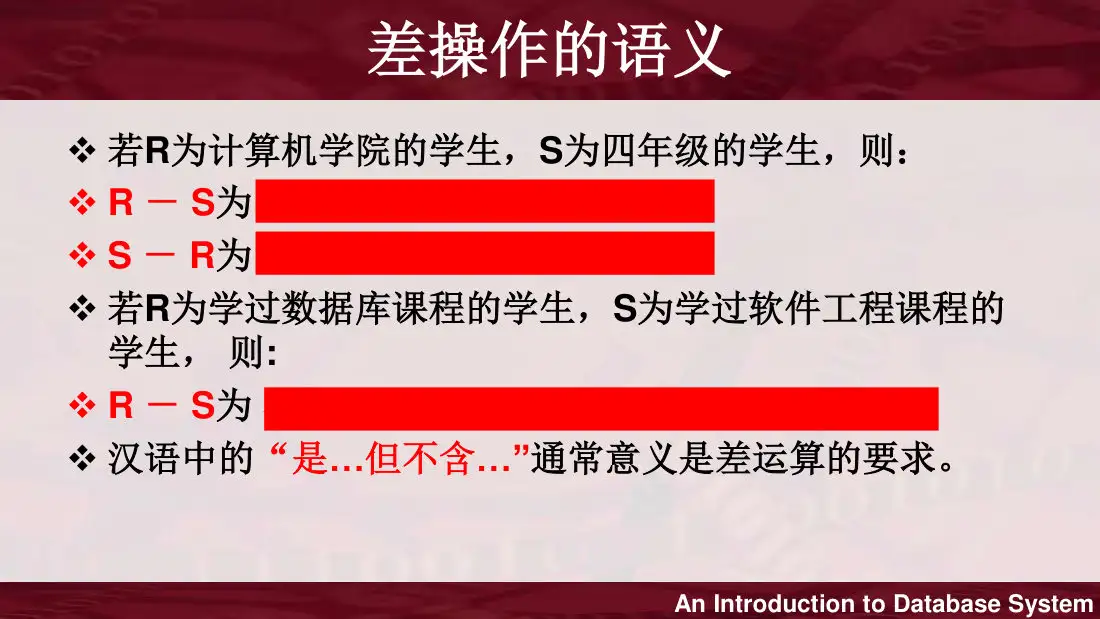 差操作的语义
❖ 若R为计算机学院的学生，S为四年级的学生，则：
❖ R － S为
❖ S － R为
❖ 若R为学过数据库课程的学生，S为学过软件工程课程的
学生， 则:
❖ R － S为
❖ 汉语中的“是…但不含…”通常意义是差运算的要求。
An Introduction to Database System